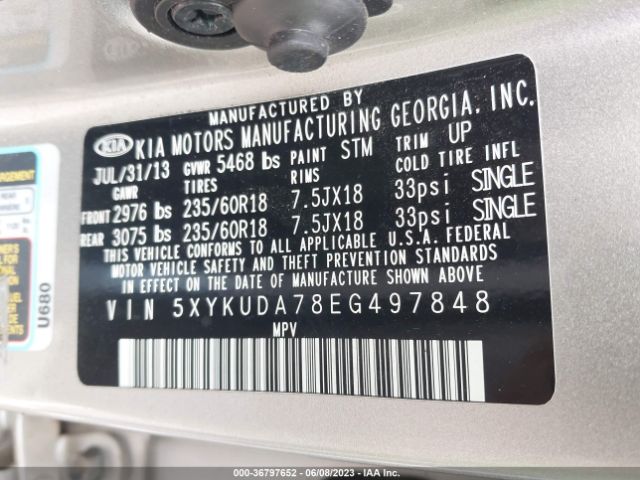 MANUFACTURED BY
KIA KIA MOTORS MANUFACTURING GEORGIA, INC.
JUL/31/13 GVWR 5468 lbs PAINT STM TRIM UP
GAWR TIRES RIMS COLD TIRE INFL
FRONT 2976 lbs 235/60R18 7.5JX18 33psi SINGLE
REAR 3075 lbs 235/60R18 7.5JX18 33psi SINGLE
THIS VEHICLE CONFORMS TO ALL APPLICABLE U.S.A. FEDERAL
MOTOR VEHICLE SAFETY AND THEFT PREVENTION STANDARDS
IN EFFECT ON THE DATE OF MANUFACTURE SHOWN ABOVE.
VIN 5XYKUDA78EG497848
MPV
U680
000-36797652 - 06/08/2023 - IAA Inc.